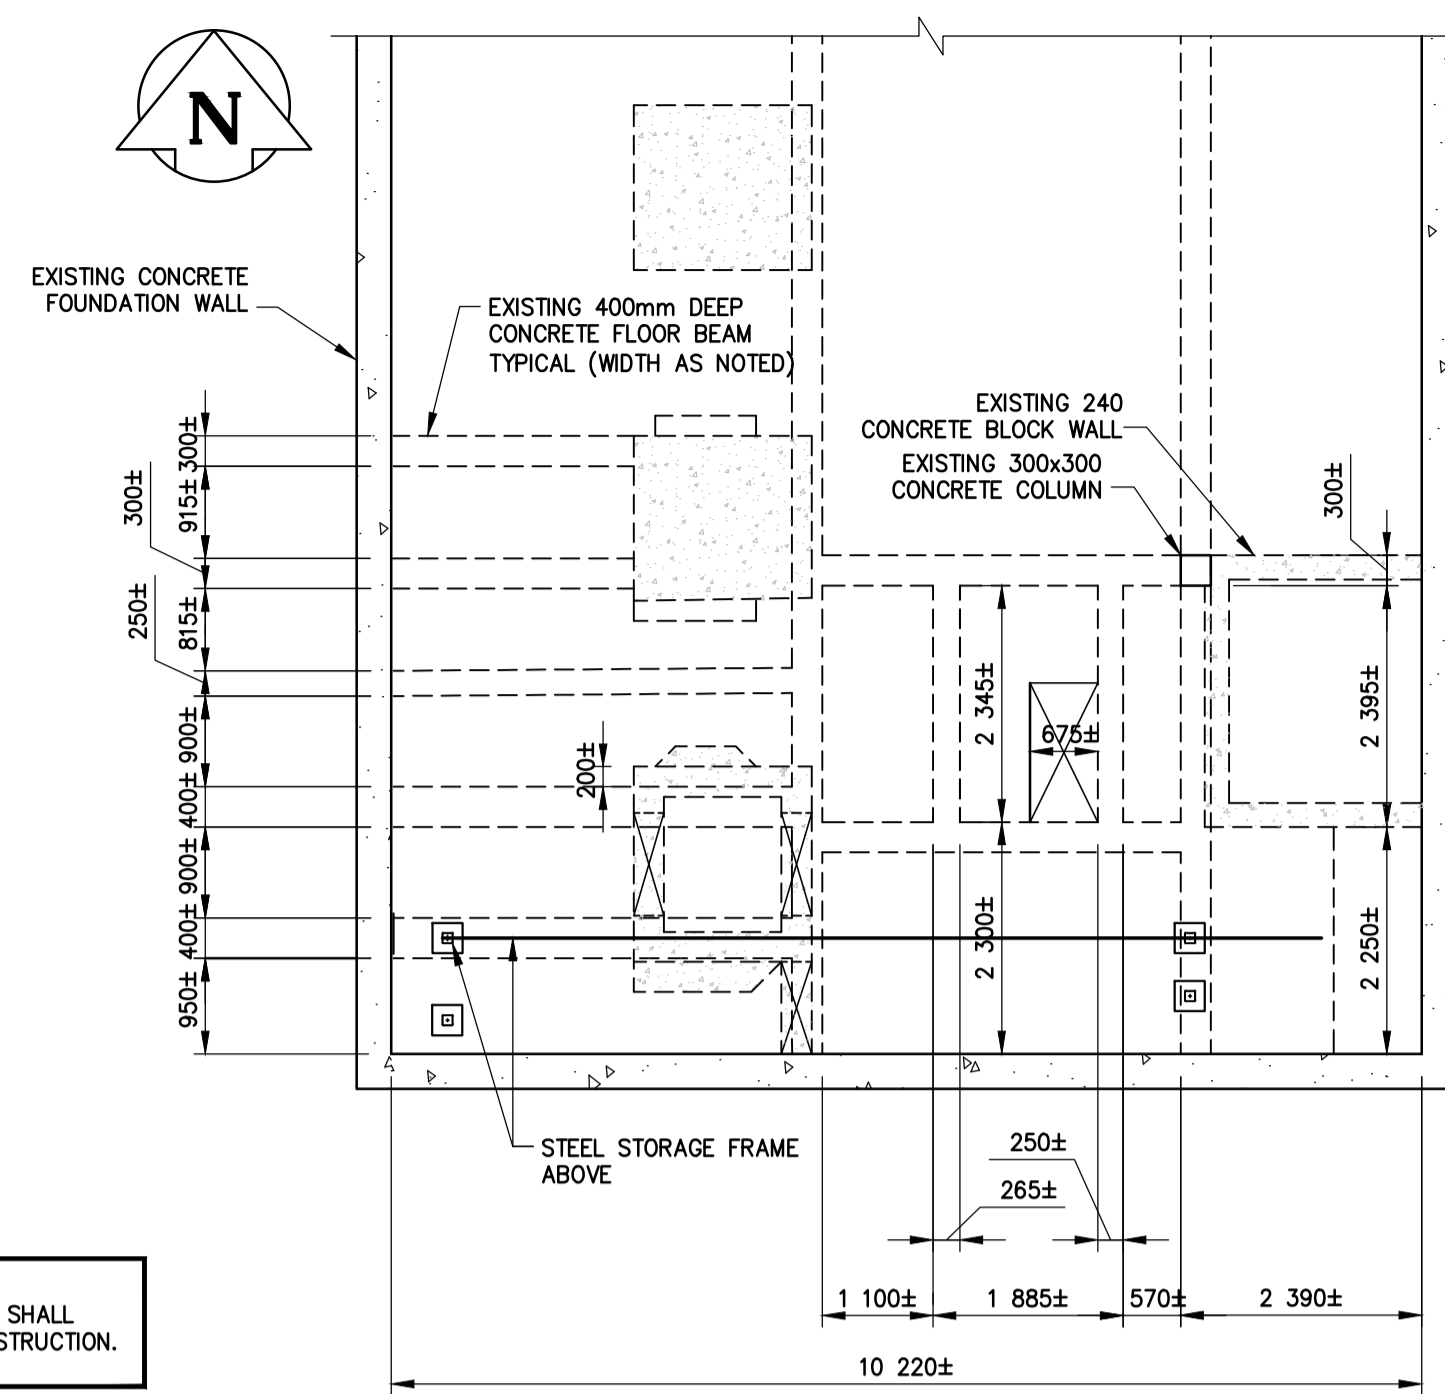 N
EXISTING CONCRETE
FOUNDATION WALL
EXISTING 400mm DEEP
CONCRETE FLOOR BEAM
TYPICAL (WIDTH AS NOTED)
EXISTING 240
CONCRETE BLOCK WALL
EXISTING 300x300
CONCRETE COLUMN
300±
915±
300±
815±
250±
900±
400±
900±
400±
950±
200±
2 345±
675±
2 300±
300±
2 395±
2 250±
STEEL STORAGE FRAME
ABOVE
250±
265±
1 100±
1 885±
570±
2 390±
10 220±
SHALL
STRUCTION.